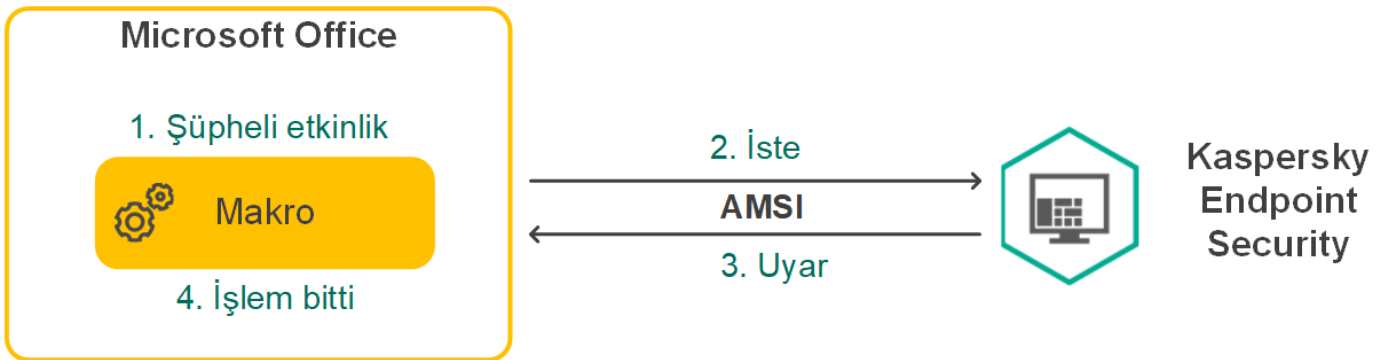 Microsoft Office
1. Şüpheli etkinlik
Makro
4. İşlem bitti
2. İste
AMSI
3. Uyar
Kaspersky
Endpoint
Security